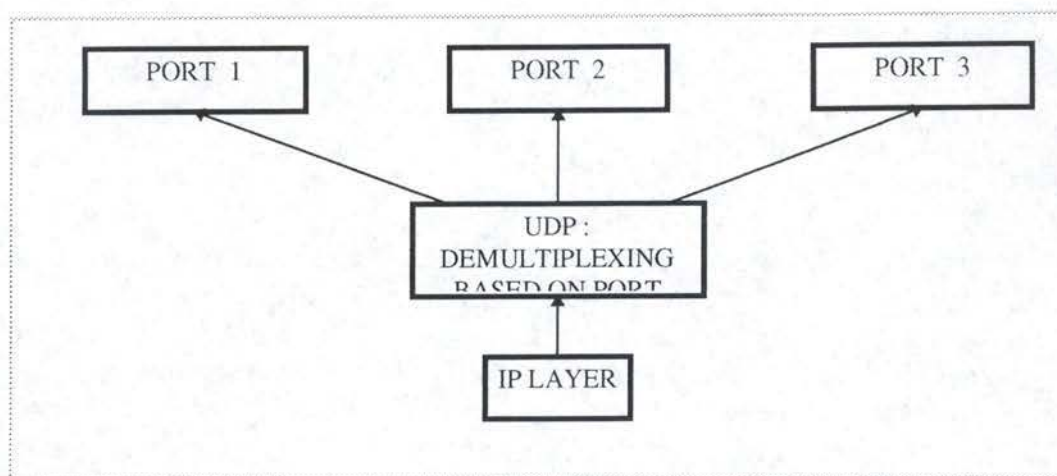 PORT 1
PORT 2
PORT 3
UDP :
DEMULTIPLEXING
BASED ON PORT
IP LAYER